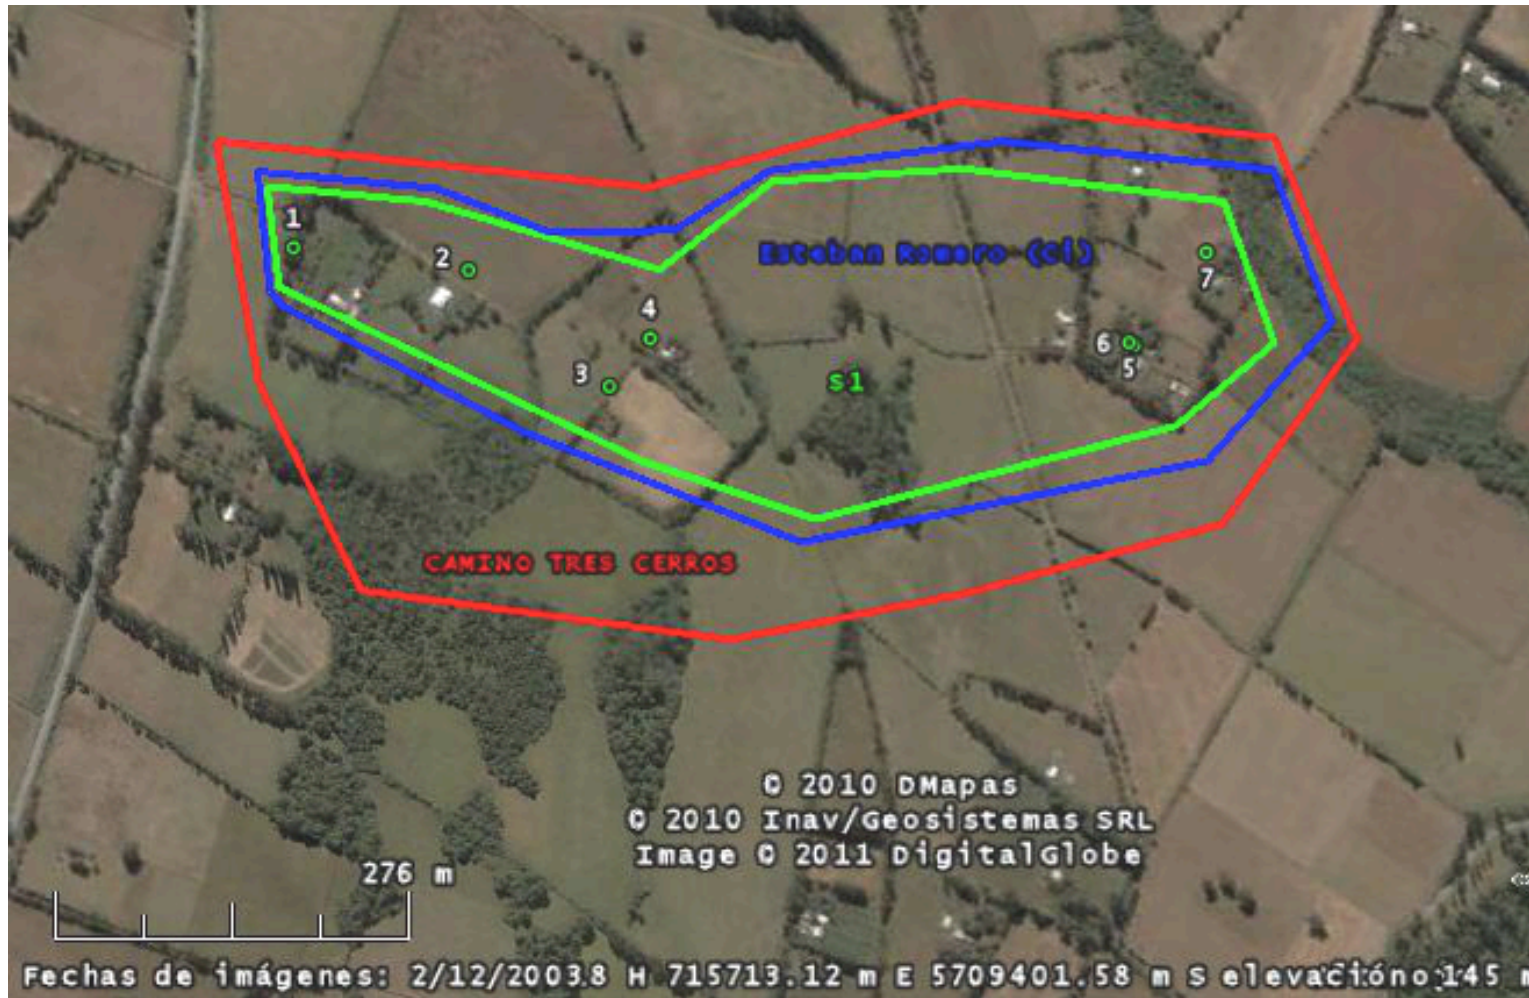 1
2
Esteban Romero (Ci)
7
4
6
5
3
s1
CAMINO TRES CERROS
© 2010 DMapas
© 2010 Inav/Geosistemas SRL
Image © 2011 DigitalGlobe
276 m
Fechas de imágenes: 2/12/2003 8 H 715713.12 m E 5709401.58 m S elevación 145 m